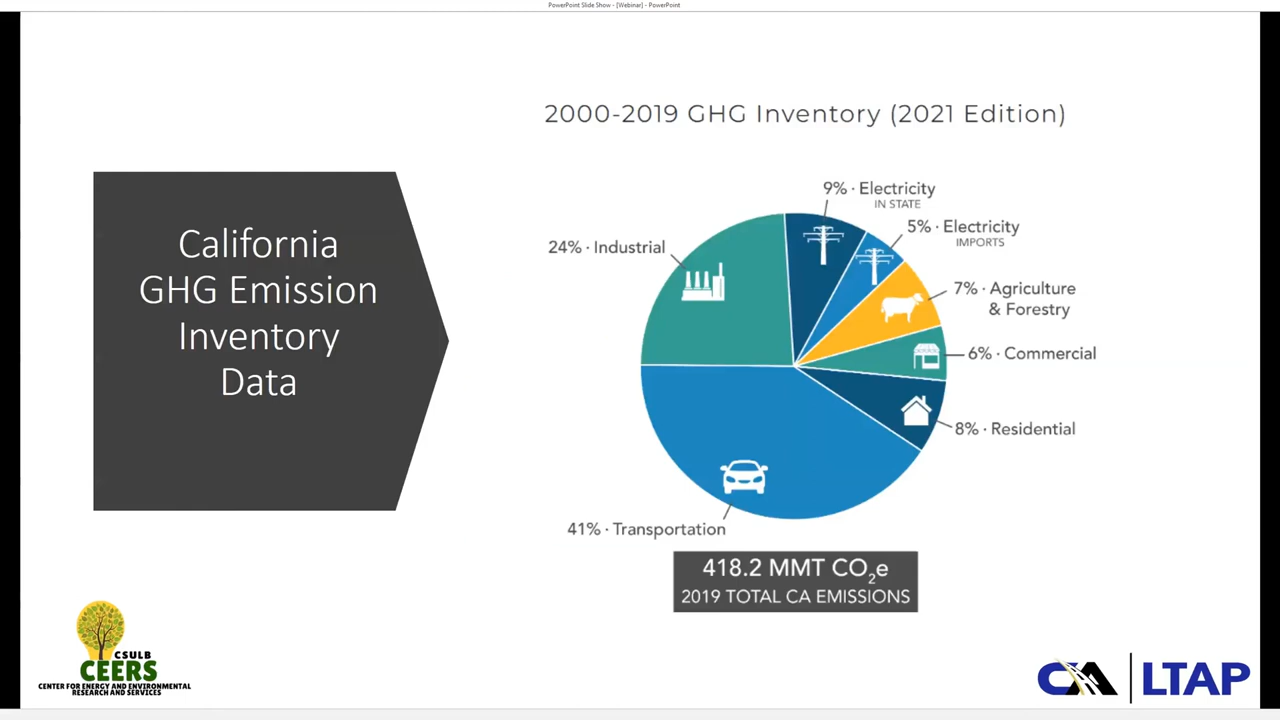 PowerPoint Slide Show - [Webinar] - PowerPoint
2000-2019 GHG Inventory (2021 Edition)
California
GHG Emission
Inventory
Data
9% · Electricity
IN STATE
5% · Electricity
IMPORTS
24% · Industrial
7% · Agriculture
& Forestry
6% · Commercial
8% · Residential
41% · Transportation
418.2 MMT CO₂e
2019 TOTAL CA EMISSIONS
CSULB
CEERS
CENTER FOR ENERGY AND ENVIRONMENTAL
RESEARCH AND SERVICES
CA LTAP